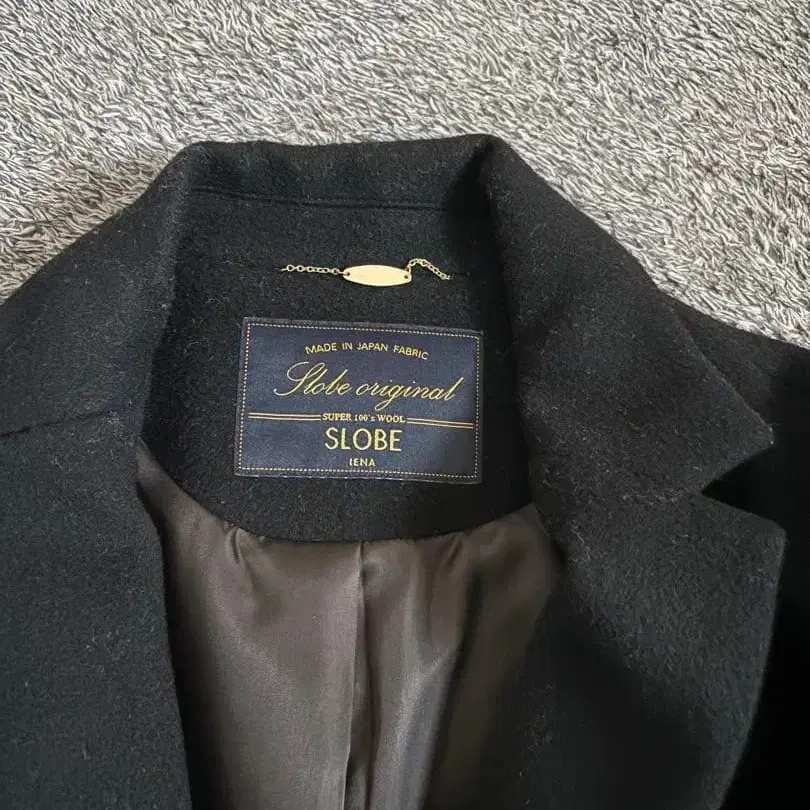 MADE IN JAPAN FABRIC
Slobe original
SUPER 100's WOOL
SLOBE
IENA